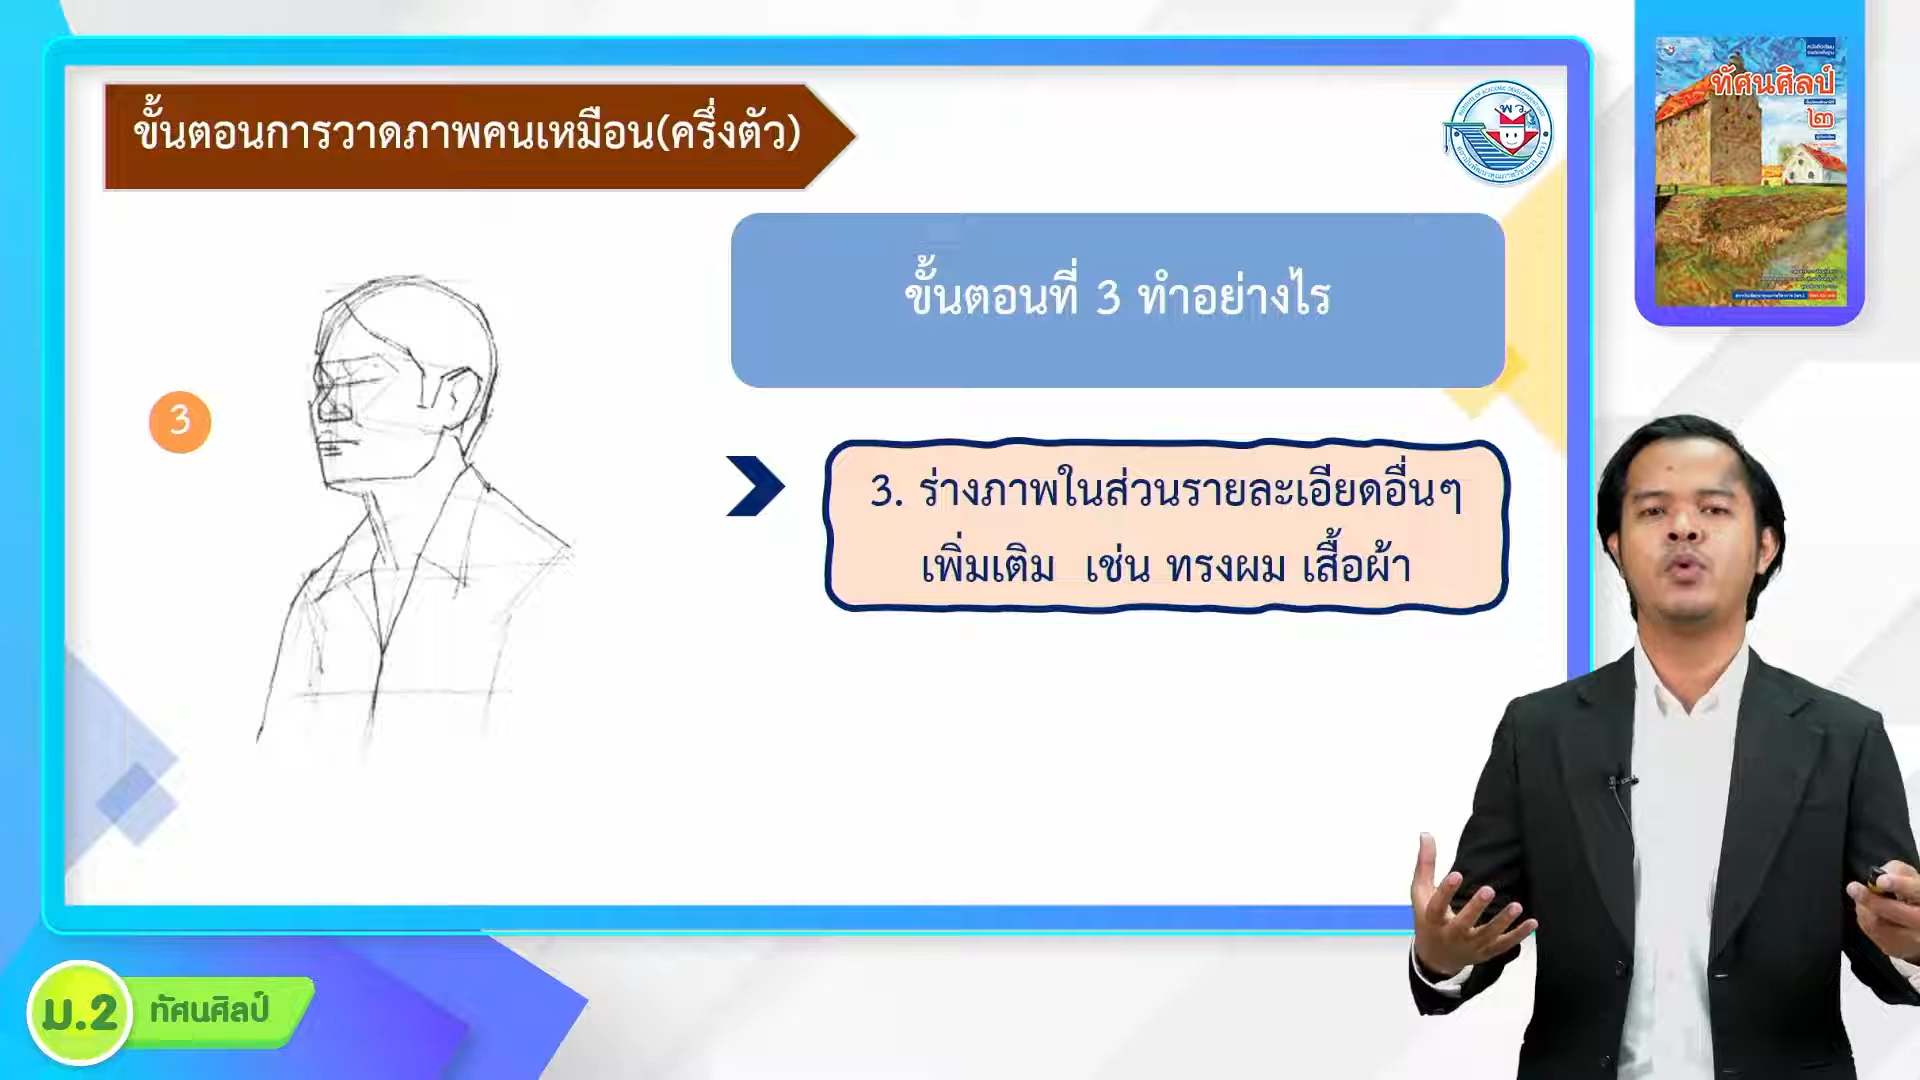 ขั้นตอนการวาดภาพคนเหมือน(ครึ่งตัว)
พว.
ทัศนศิลป์
๒
ขั้นตอนที่ 3 ทำอย่างไร
3
3. ร่างภาพในส่วนรายละเอียดอื่นๆ
เพิ่มเติม เช่น ทรงผม เสื้อผ้า
ม.2
ทัศนศิลป์